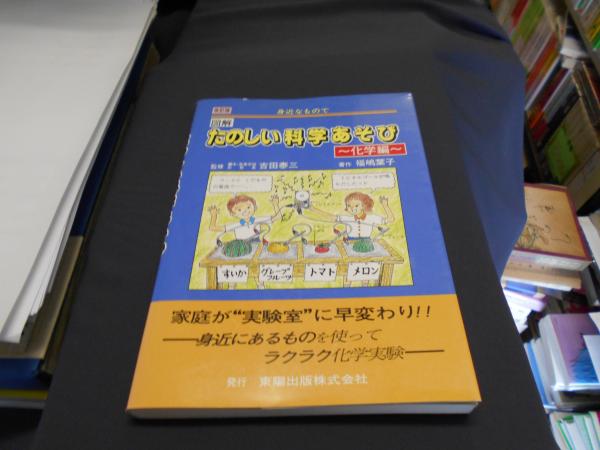 改訂版
身近なもので
図解
たのしい科学あそび
～化学編～
監修 吉田泰三
著作 福嶋葉子
すいか
グレープフルーツ
トマト
メロン
家庭が“実験室”に早変わり!!
―身近にあるものを使って
ラクラク化学実験―
発行 東陽出版株式会社